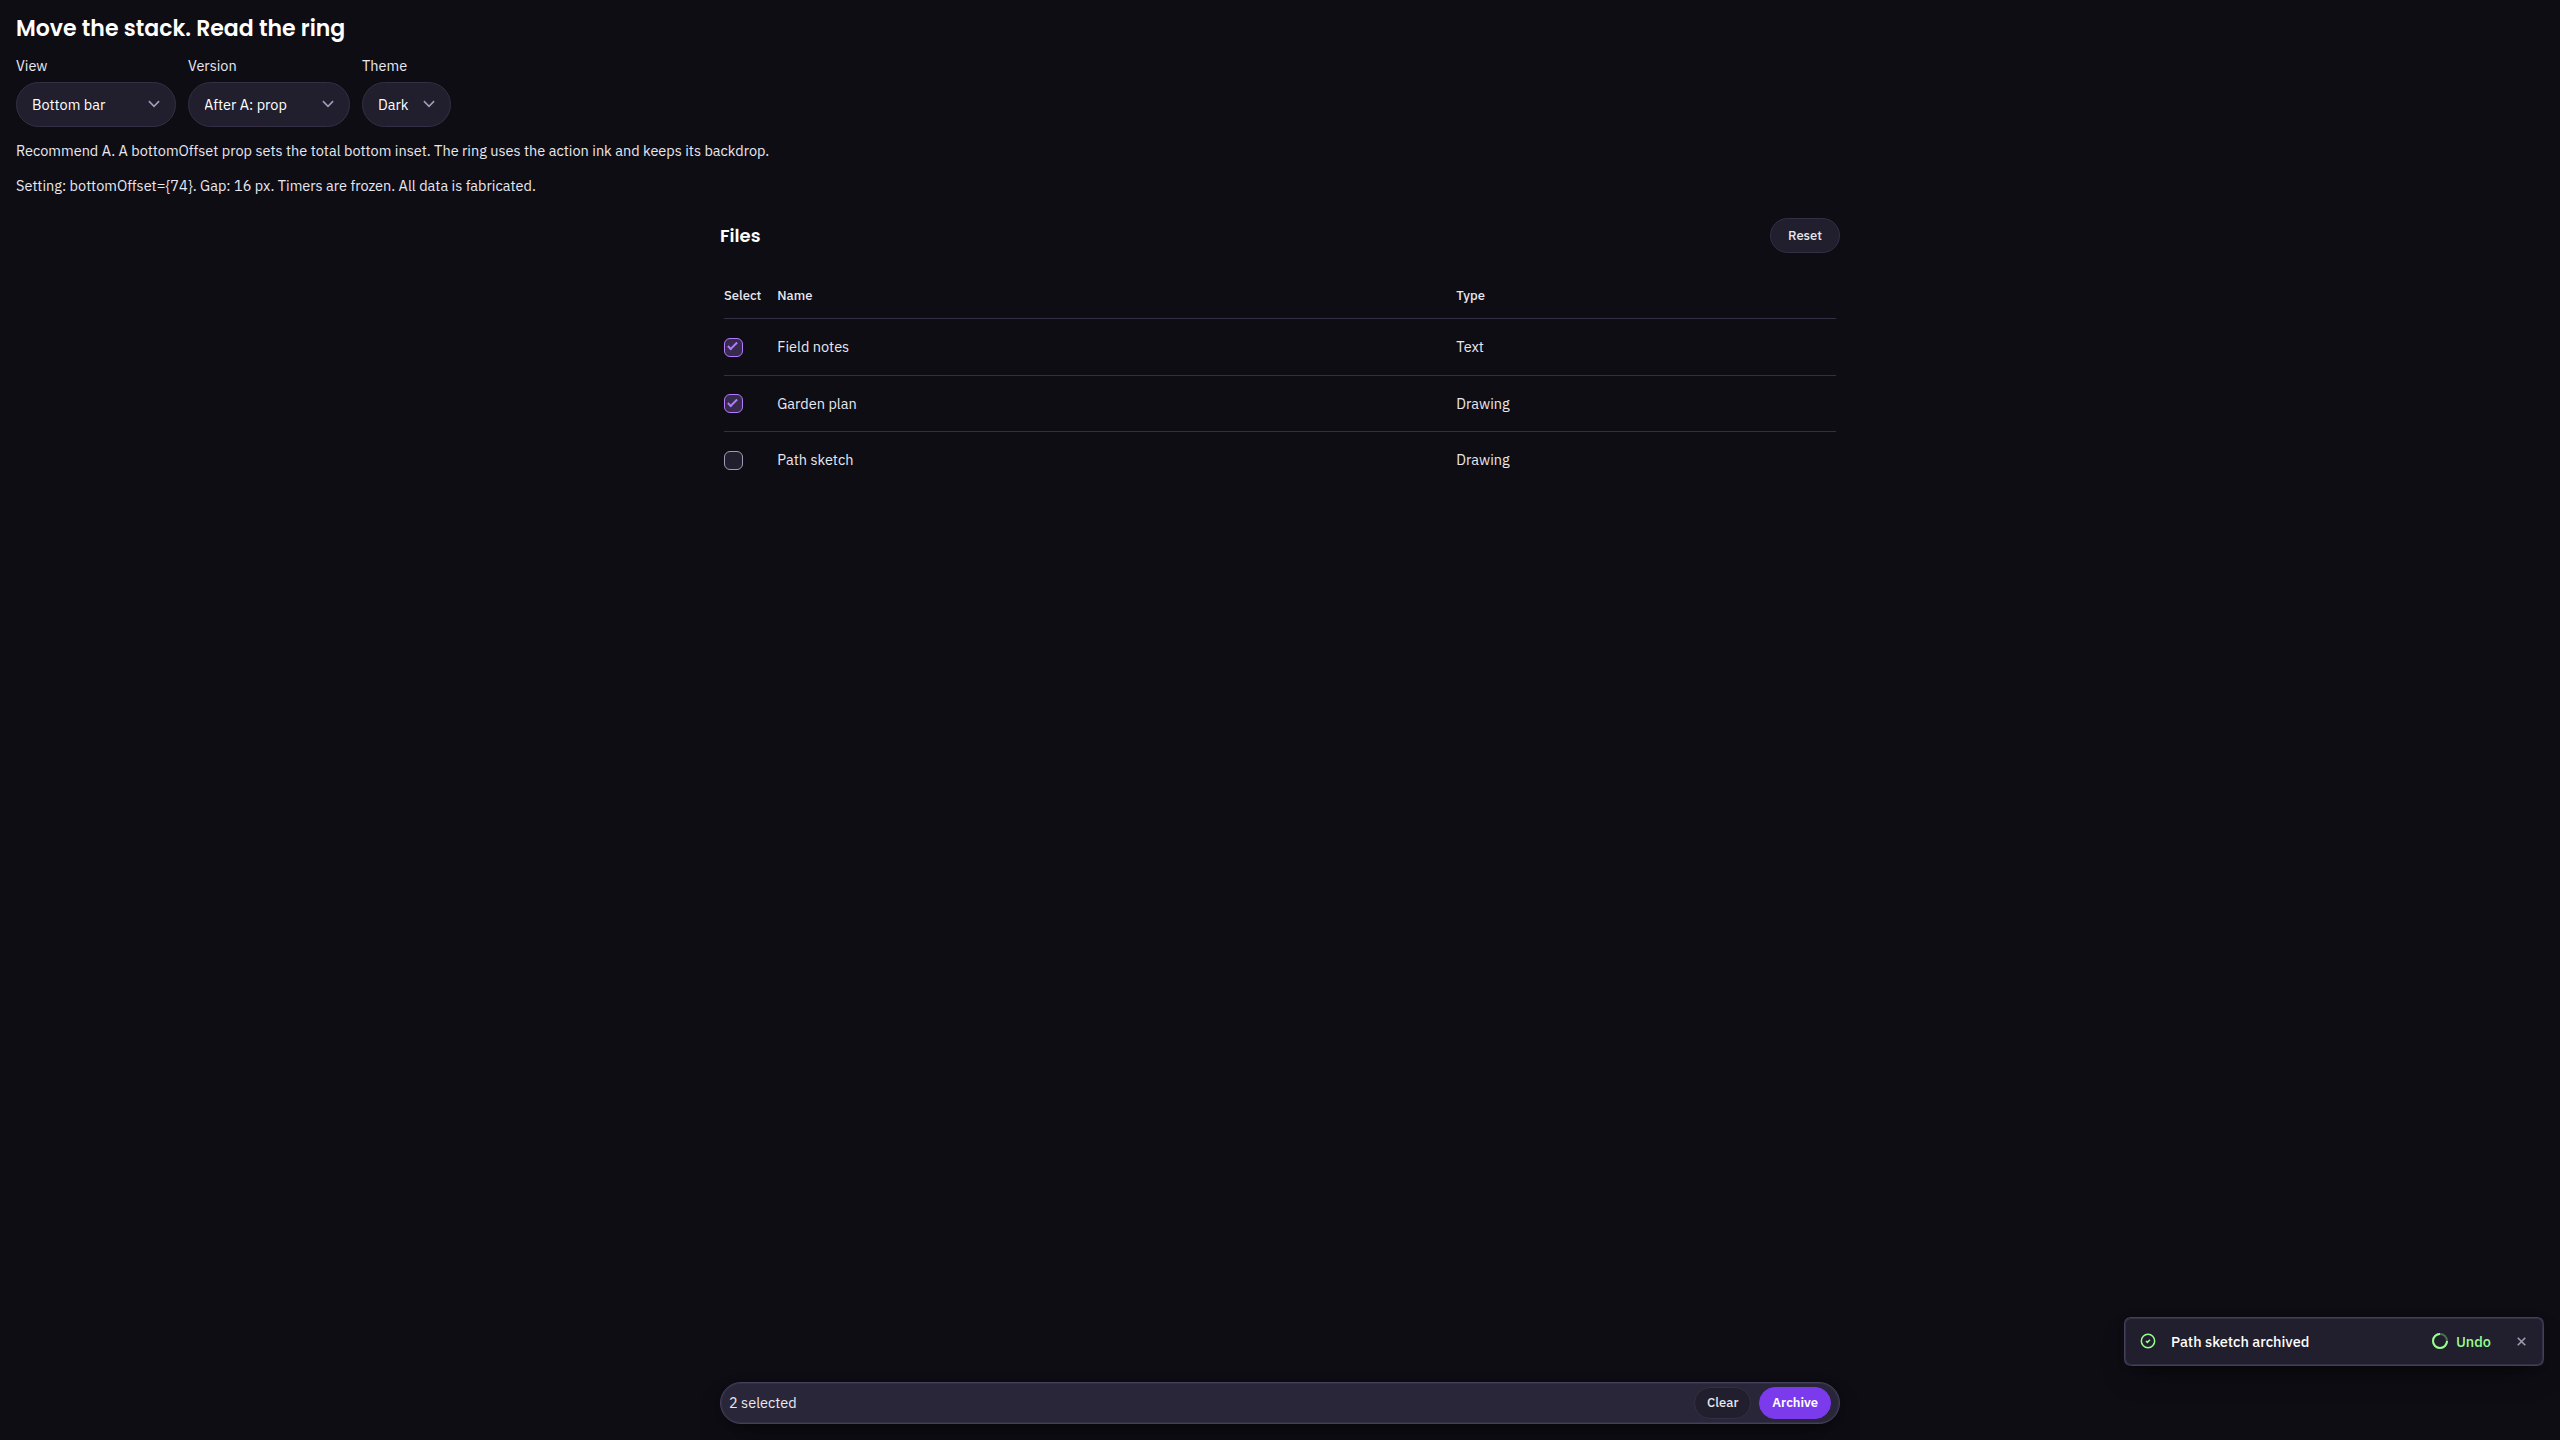 Move the stack. Read the ring
View Version Theme
Bottom bar After A: prop Dark
Recommend A. A bottomOffset prop sets the total bottom inset. The ring uses the action ink and keeps its backdrop.
Setting: bottomOffset={74}. Gap: 16 px. Timers are frozen. All data is fabricated.
Files Reset
Select Name Type
Field notes Text
Garden plan Drawing
Path sketch Drawing
Path sketch archived Undo
2 selected Clear Archive